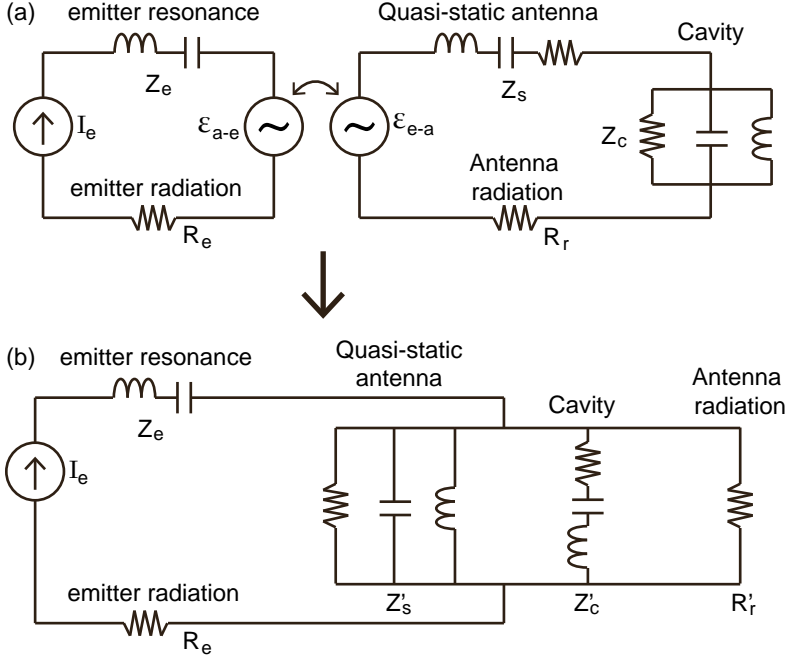 (a)
emitter resonance
Quasi-static antenna
Cavity
Z_e
Z_s
I_e
ε_a-e
ε_e-a
Z_c
emitter radiation
Antenna
radiation
R_e
R_r
(b)
emitter resonance
Quasi-static
antenna
Cavity
Antenna
radiation
Z_e
I_e
emitter radiation
R_e
Z'_s
Z'_c
R'_r